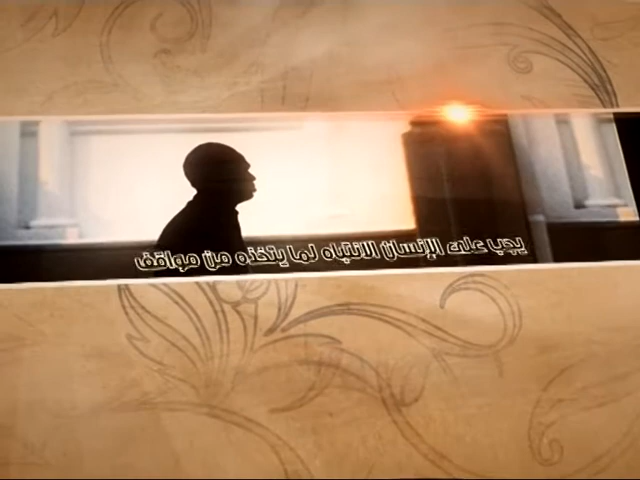 يجب على الإنسان الانتباه لما يتخذه من مواقف